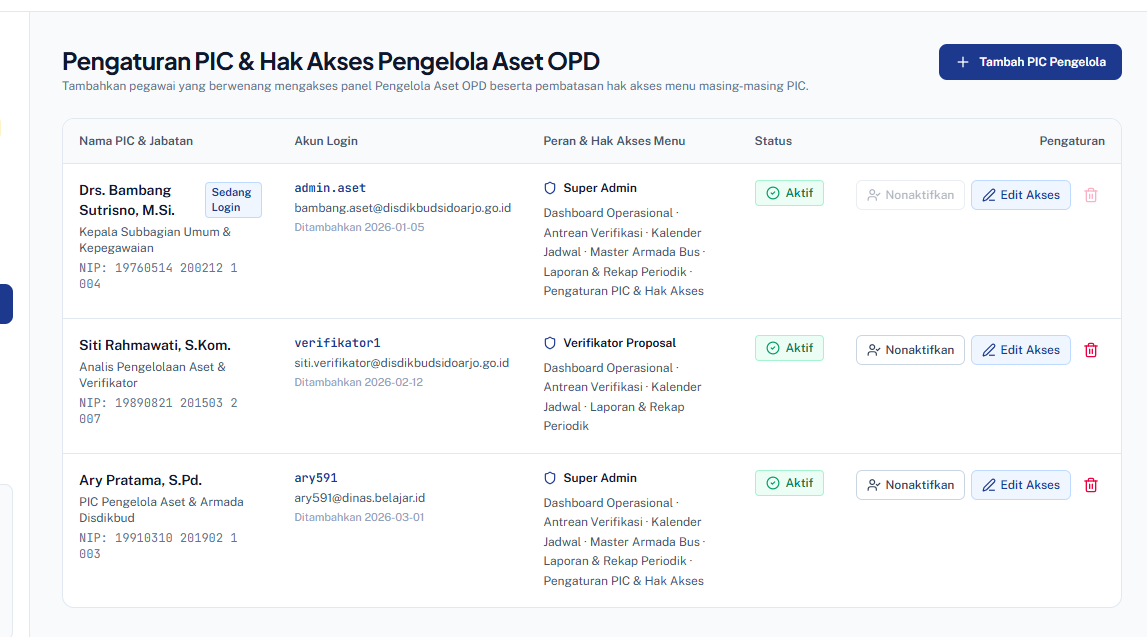 Pengaturan PIC & Hak Akses Pengelola Aset OPD
Tambahkan pegawai yang berwenang mengakses panel Pengelola Aset OPD beserta pembatasan hak akses menu masing-masing PIC.
Tambah PIC Pengelola
Nama PIC & Jabatan
Akun Login
Peran & Hak Akses Menu
Status
Pengaturan
Drs. Bambang
Sutrisno, M.Si.
Sedang
Login
Kepala Subbagian Umum &
Kepegawaian
NIP: 19760514 200212 1
004
admin.aset
bambang.aset@disdikbudsidoarjo.go.id
Ditambahkan 2026-01-05
Super Admin
Dashboard Operasional ·
Antrean Verifikasi · Kalender
Jadwal · Master Armada Bus ·
Laporan & Rekap Periodik ·
Pengaturan PIC & Hak Akses
Aktif
Nonaktifkan
Edit Akses
Siti Rahmawati, S.Kom.
Analis Pengelolaan Aset &
Verifikator
NIP: 19890821 201503 2
007
verifikator1
siti.verifikator@disdikbudsidoarjo.go.id
Ditambahkan 2026-02-12
Verifikator Proposal
Dashboard Operasional ·
Antrean Verifikasi · Kalender
Jadwal · Laporan & Rekap
Periodik
Aktif
Nonaktifkan
Edit Akses
Ary Pratama, S.Pd.
PIC Pengelola Aset & Armada
Disdikbud
NIP: 19910310 201902 1
003
ary591
ary591@dinas.belajar.id
Ditambahkan 2026-03-01
Super Admin
Dashboard Operasional ·
Antrean Verifikasi · Kalender
Jadwal · Master Armada Bus ·
Laporan & Rekap Periodik ·
Pengaturan PIC & Hak Akses
Aktif
Nonaktifkan
Edit Akses